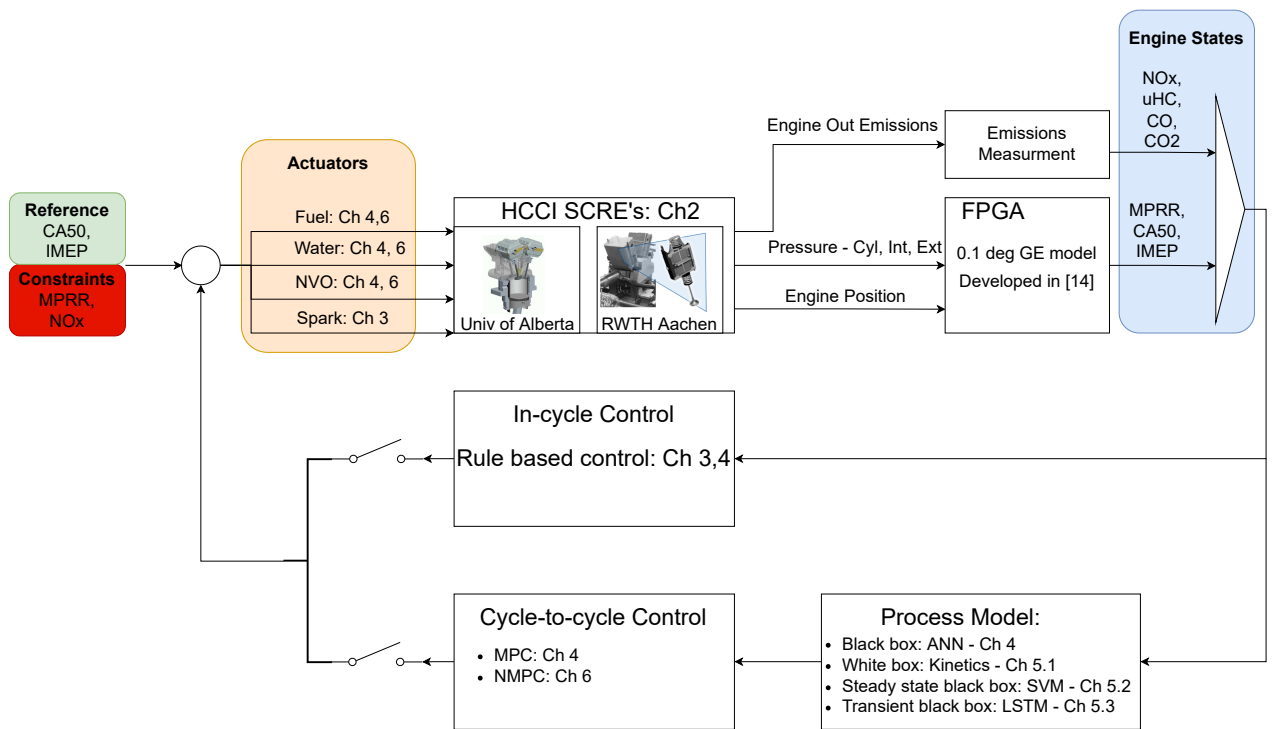 Engine States
NOx,
uHC,
CO,
CO2
MPRR,
CA50,
IMEP
Engine Out Emissions
Emissions
Measurment
Actuators
Fuel: Ch 4,6
Water: Ch 4, 6
NVO: Ch 4, 6
Spark: Ch 3
Reference
CA50,
IMEP
Constraints
MPRR,
NOx
HCCI SCRE's: Ch2
Univ of Alberta
RWTH Aachen
Pressure - Cyl, Int, Ext
Engine Position
FPGA
0.1 deg GE model
Developed in [14]
In-cycle Control
Rule based control: Ch 3,4
Cycle-to-cycle Control
• MPC: Ch 4
• NMPC: Ch 6
Process Model:
• Black box: ANN - Ch 4
• White box: Kinetics - Ch 5.1
• Steady state black box: SVM - Ch 5.2
• Transient black box: LSTM - Ch 5.3